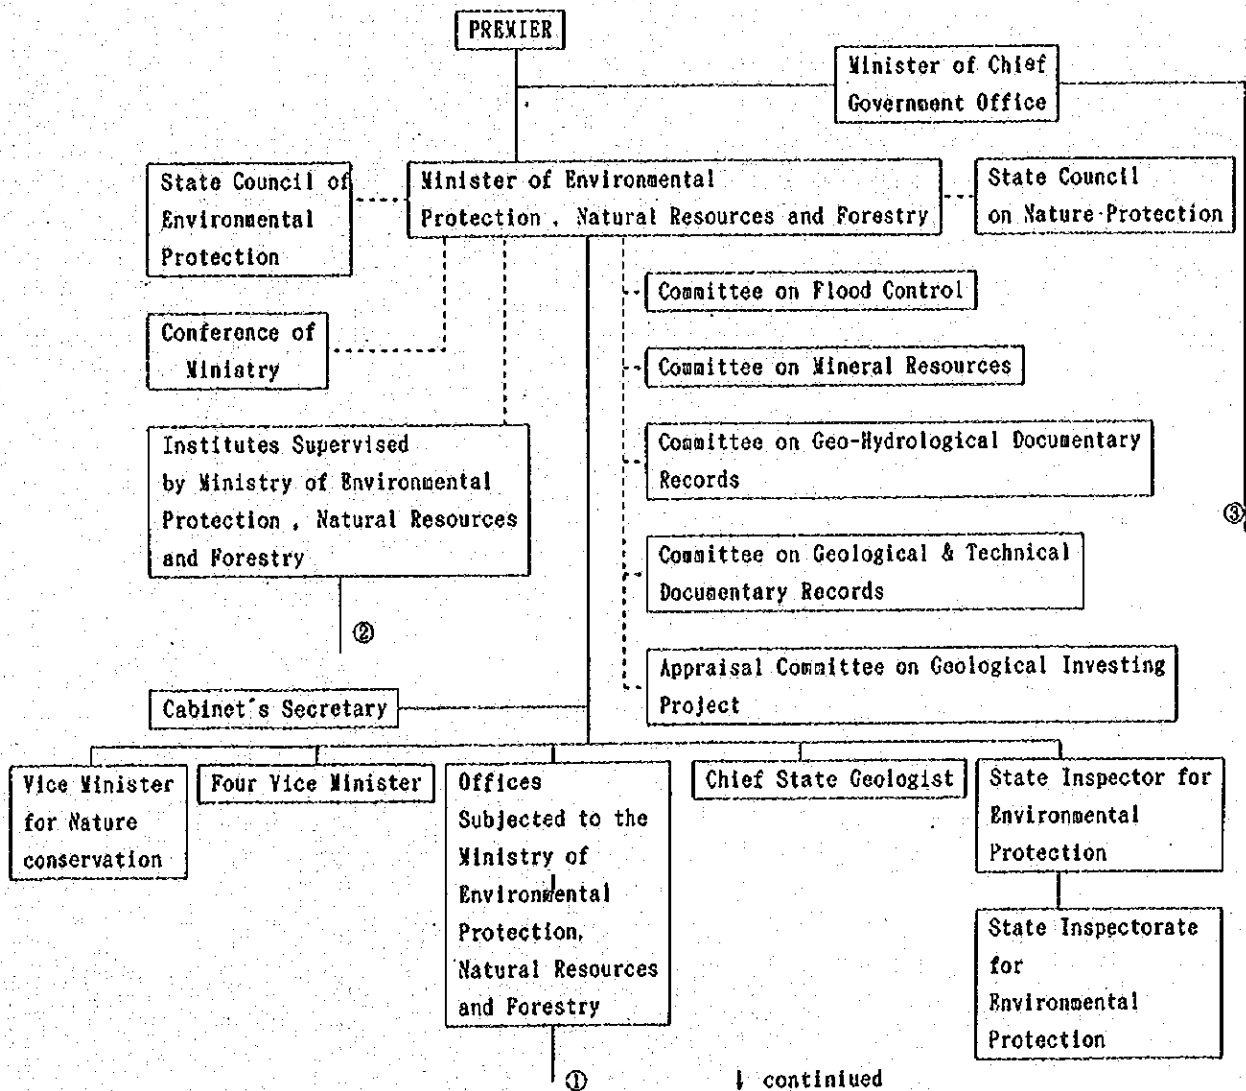 PREMIER
Minister of Chief
Government Office
State Council of
Environmental
Protection
Minister of Environmental
Protection , Natural Resources and Forestry
State Council
on Nature-Protection
Committee on Flood Control
Conference of
Ministry
Committee on Mineral Resources
Institutes Supervised
by Ministry of Environmental
Protection , Natural Resources
and Forestry
Committee on Geo-Hydrological Documentary
Records
③
Committee on Geological & Technical
Documentary Records
②
Appraisal Committee on Geological Investing
Project
Cabinet's Secretary
Vice Minister
for Nature
conservation
Four Vice Minister
Offices
Subjected to the
Ministry of
Environmental
Protection,
Natural Resources
and Forestry
Chief State Geologist
State Inspector for
Environmental
Protection
State Inspectorate
for
Environmental
Protection
①
↓ continiued